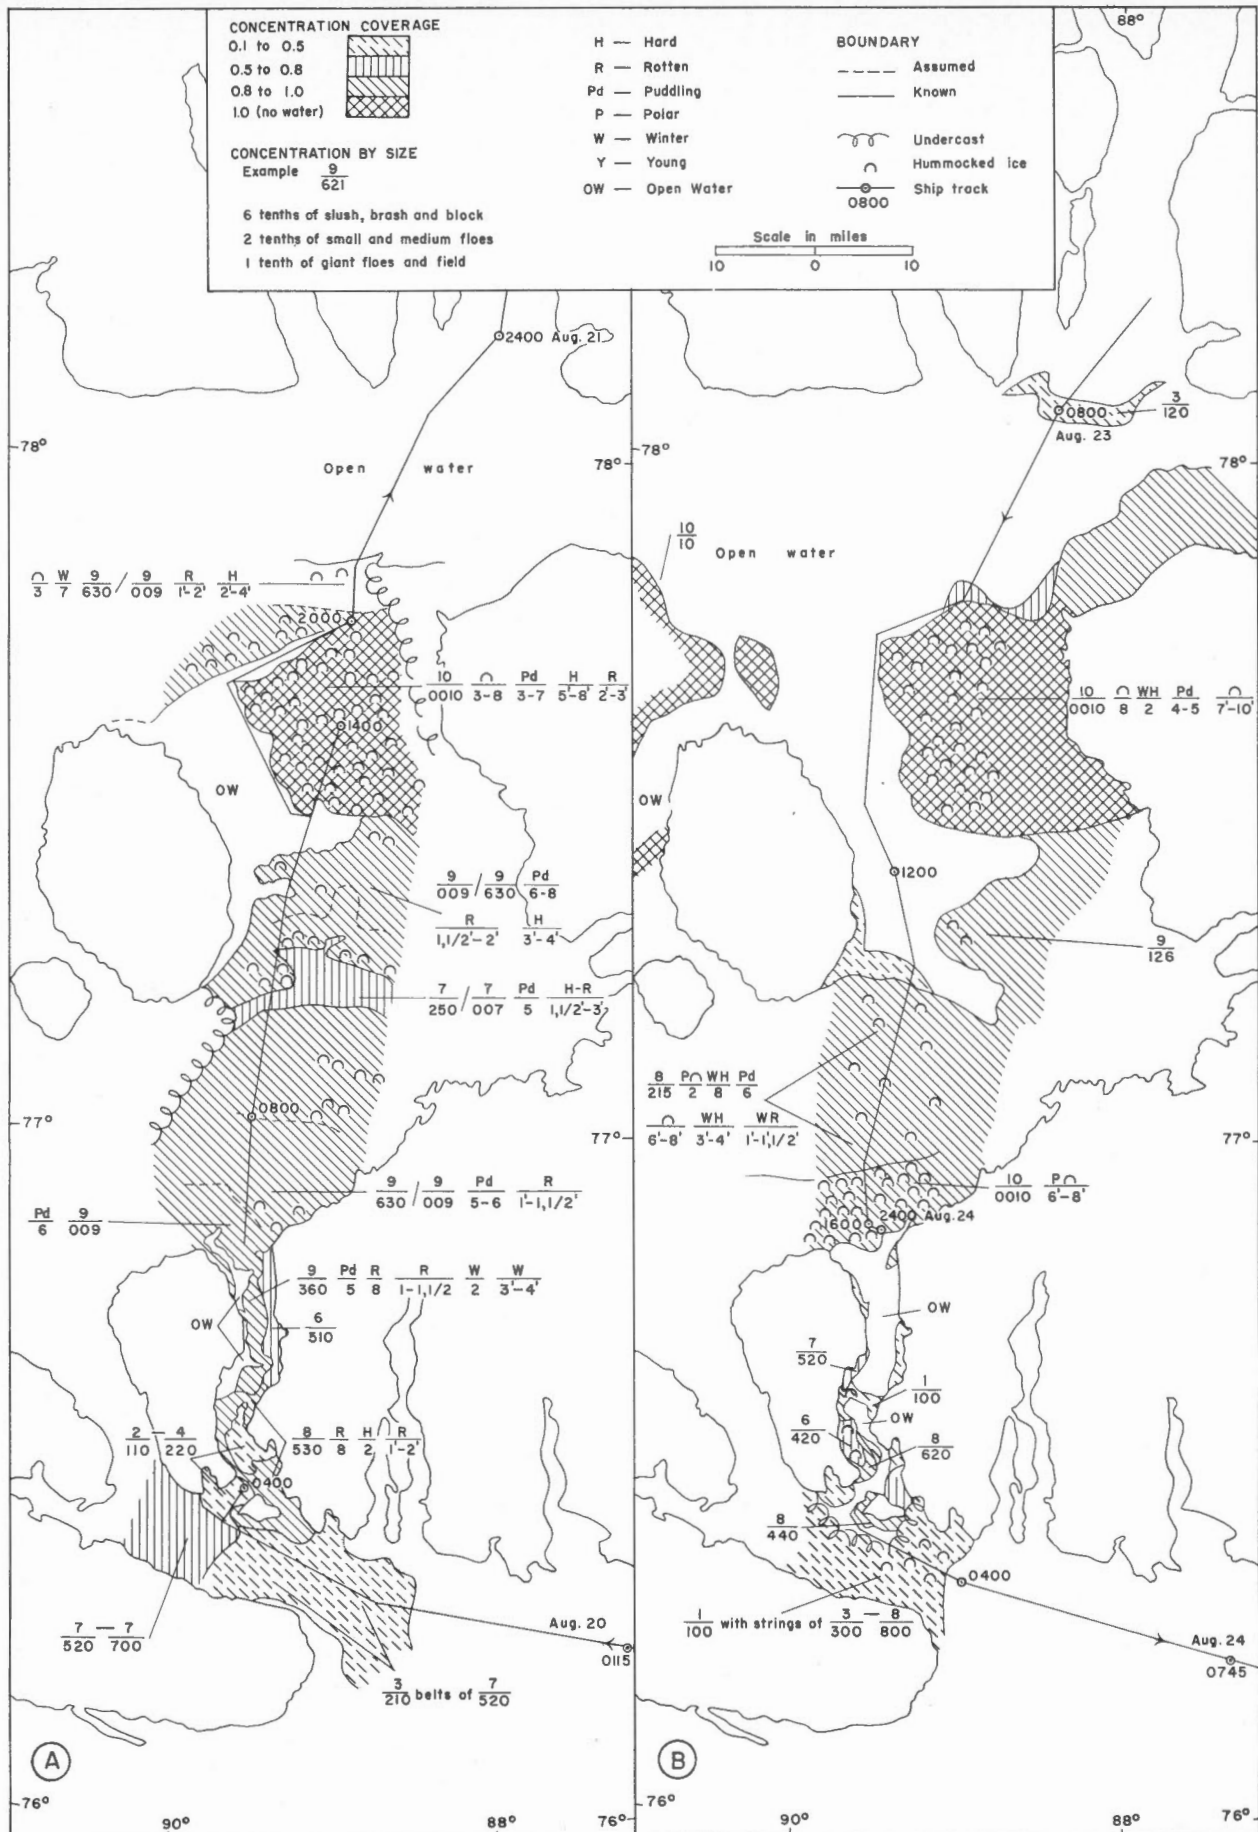 CONCENTRATION COVERAGE
0.1 to 0.5
0.5 to 0.8
0.8 to 1.0
1.0 (no water)
CONCENTRATION BY SIZE
Example 9/621
6 tenths of slush, brash and block
2 tenths of small and medium floes
1 tenth of giant floes and field
H — Hard
R — Rotten
Pd — Puddling
P — Polar
W — Winter
Y — Young
OW — Open Water
BOUNDARY
Assumed
Known
Undercast
Hummocked ice
Ship track
0800
Scale in miles
10 0 10
88°
2400 Aug. 21
78°
Open water
78°
∩/3 W/7 9/630 / 9/009 R/1'-2' H/2'-4'
2000
10/0010 ∩/3-8 Pd/3-7 H/5'-8' R/2'-3'
1400
OW
9/009 / 9/630 Pd/6-8
R/1,1/2'-2' H/3'-4'
7/250 / 7/007 Pd/5 H-R/1,1/2'-3'
0800
77°
77°
9/630 / 9/009 Pd/5-6 R/1'-1,1/2'
Pd/6 9/009
9/360 Pd/5 R/8 R/1-1,1/2 W/2 W/3'-4'
OW
6/510
2/110 — 4/220
8/530 R/8 H/2 R/1'-2'
0400
7/520 — 7/700
Aug. 20
0115
3/210 belts of 7/520
A
76°
90°
88°
76°
0800
3/120
Aug. 23
78°
78°
10/10
Open water
10/0010 ∩/8 WH/2 Pd/4-5 ∩/7'-10'
OW
1200
9/126
8/215 P∩/2 WH/8 Pd/6
∩/6'-8' WH/3'-4' WR/1'-1,1/2'
77°
10/0010 P∩/6'-8'
1600
2400 Aug. 24
OW
7/520
1/100
OW
6/420
8/620
8/440
0400
1/100 with strings of 3/300 — 8/800
Aug. 24
0745
B
76°
90°
88°
76°